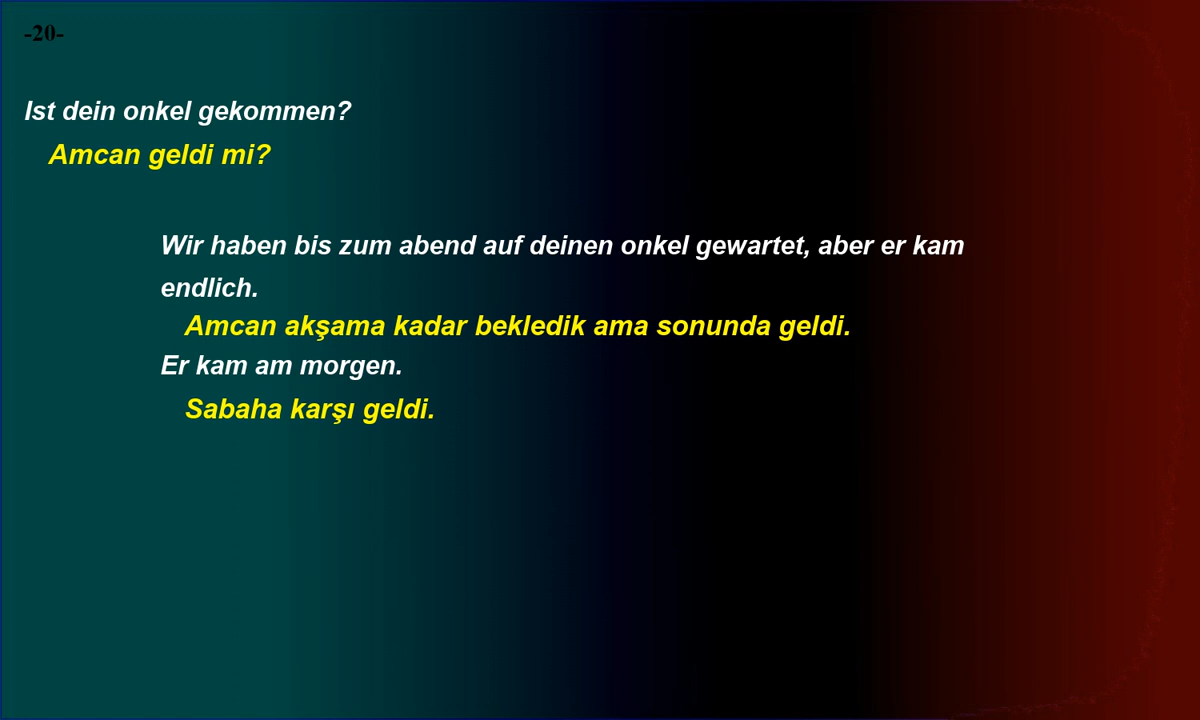 -20-
Ist dein onkel gekommen?
Amcan geldi mi?
Wir haben bis zum abend auf deinen onkel gewartet, aber er kam
endlich.
Amcan akşama kadar bekledik ama sonunda geldi.
Er kam am morgen.
Sabaha karşı geldi.